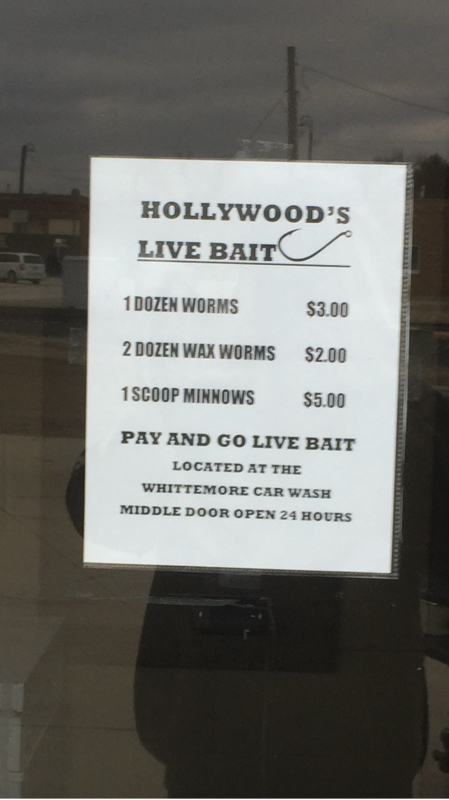 HOLLYWOOD'S
LIVE BAIT
1 DOZEN WORMS $3.00
2 DOZEN WAX WORMS $2.00
1 SCOOP MINNOWS $5.00
PAY AND GO LIVE BAIT
LOCATED AT THE
WHITTEMORE CAR WASH
MIDDLE DOOR OPEN 24 HOURS